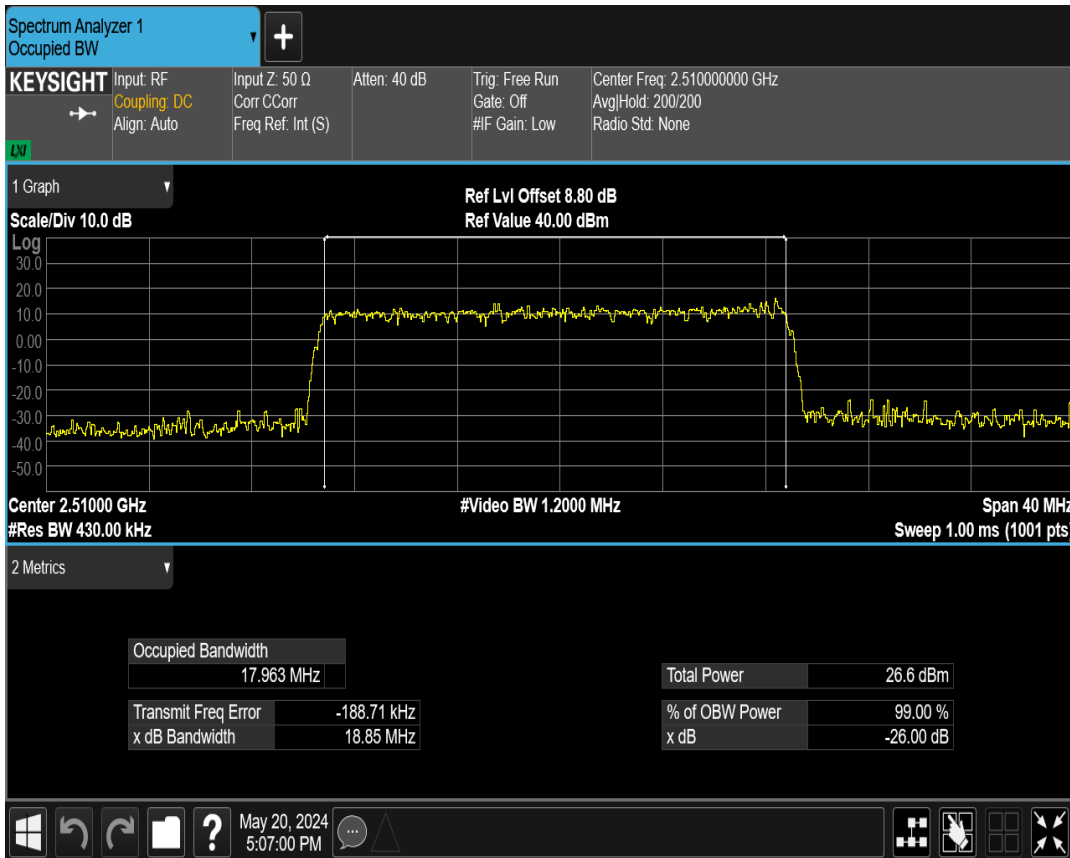 Spectrum Analyzer 1
Occupied BW
+
KEYSIGHT
LXI
Input: RF
Coupling: DC
Align: Auto
Input Z: 50 Ω
Corr CCorr
Freq Ref: Int (S)
Atten: 40 dB
Trig: Free Run
Gate: Off
#IF Gain: Low
Center Freq: 2.510000000 GHz
Avg|Hold: 200/200
Radio Std: None
1 Graph
Scale/Div 10.0 dB
Ref Lvl Offset 8.80 dB
Ref Value 40.00 dBm
Log
30.0
20.0
10.0
0.00
-10.0
-20.0
-30.0
-40.0
-50.0
Center 2.51000 GHz
#Video BW 1.2000 MHz
Span 40 MHz
#Res BW 430.00 kHz
Sweep 1.00 ms (1001 pts)
2 Metrics
Occupied Bandwidth
17.963 MHz
Transmit Freq Error -188.71 kHz
x dB Bandwidth 18.85 MHz
Total Power 26.6 dBm
% of OBW Power 99.00 %
x dB -26.00 dB
?
May 20, 2024
5:07:00 PM